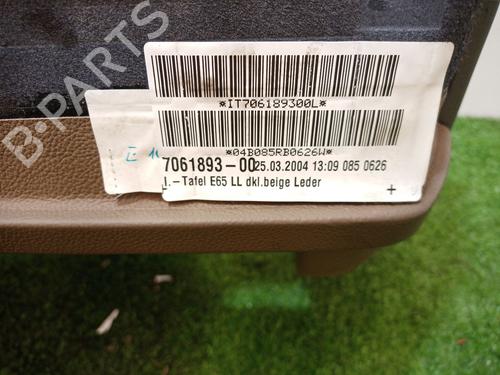 B-PARTS
*IT706189300L*
*04B085RB0626W*
7061893-00 25.03.2004 13:09 085 0626
I.-Tafel E65 LL dkl.beige Leder
+